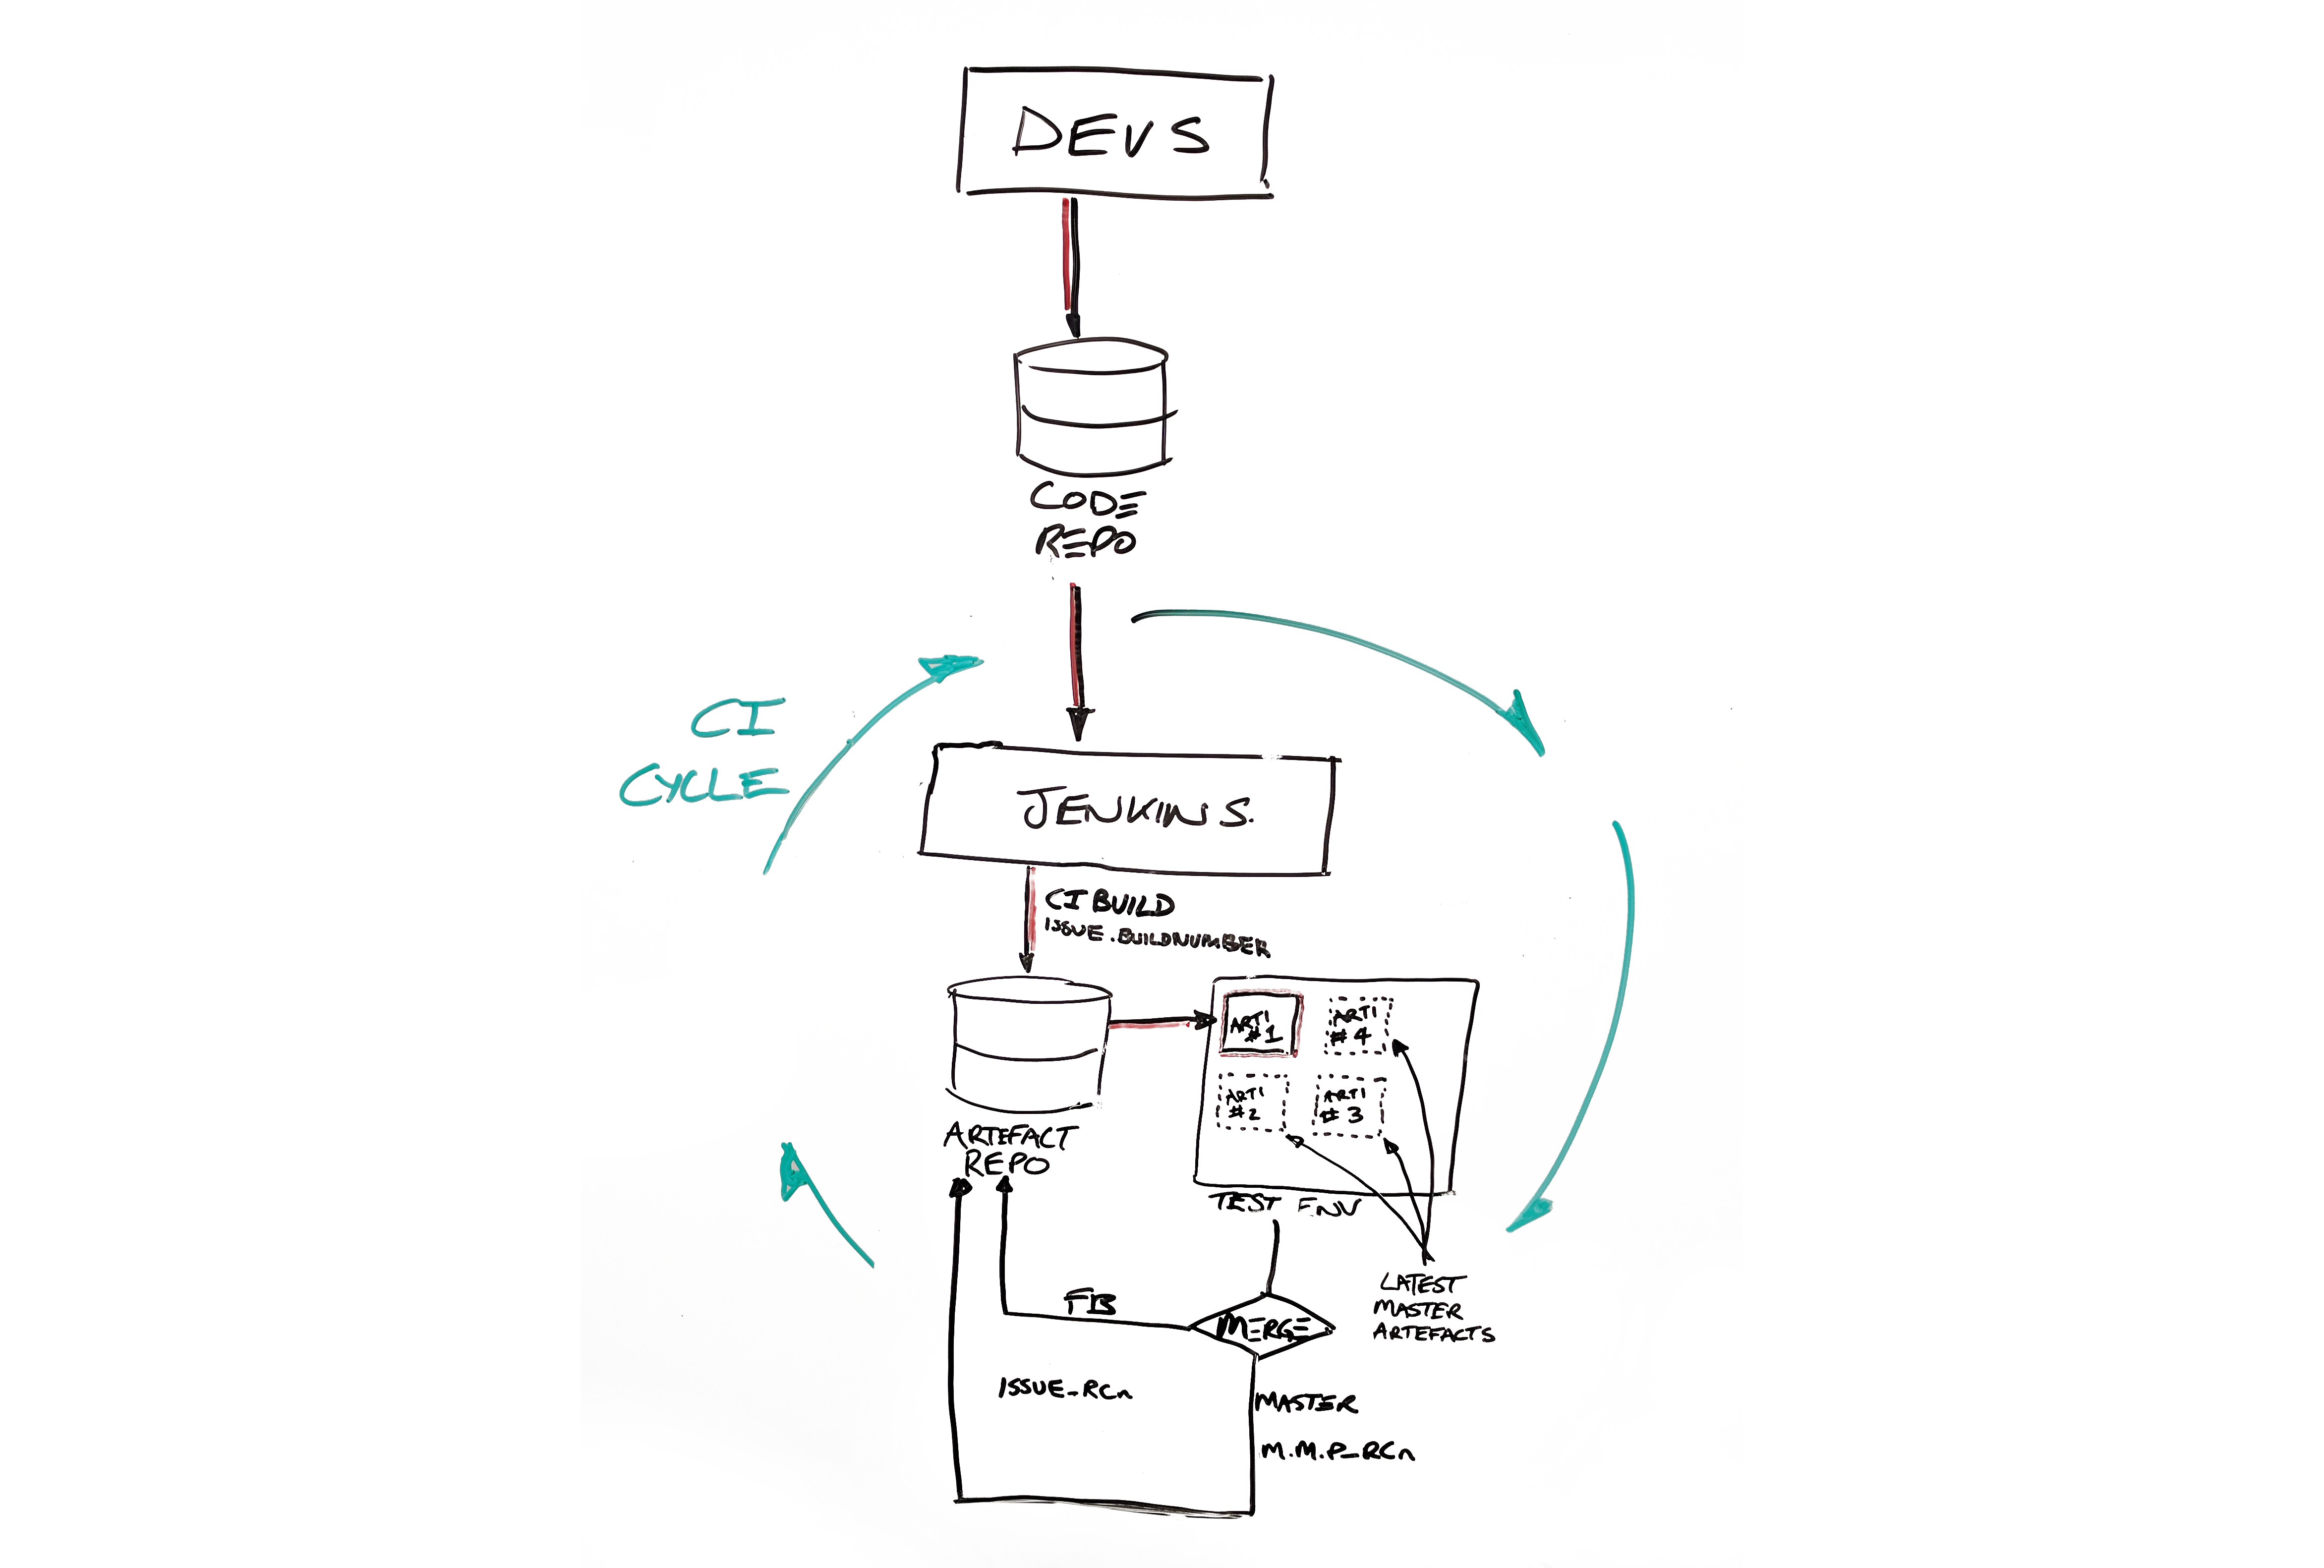 DEVS
CODE
REPO
CI
CYCLE
JENKINS.
CI BUILD
ISSUE.BUILDNUMBER
ARTI
#1
ARTI
#4
ARTI
#2
ARTI
#3
ARTEFACT
REPO
TEST ENV
LATEST
MASTER
ARTEFACTS
FIB
MERGE
ISSUE_RCn
MASTER
M.M.P_RCn